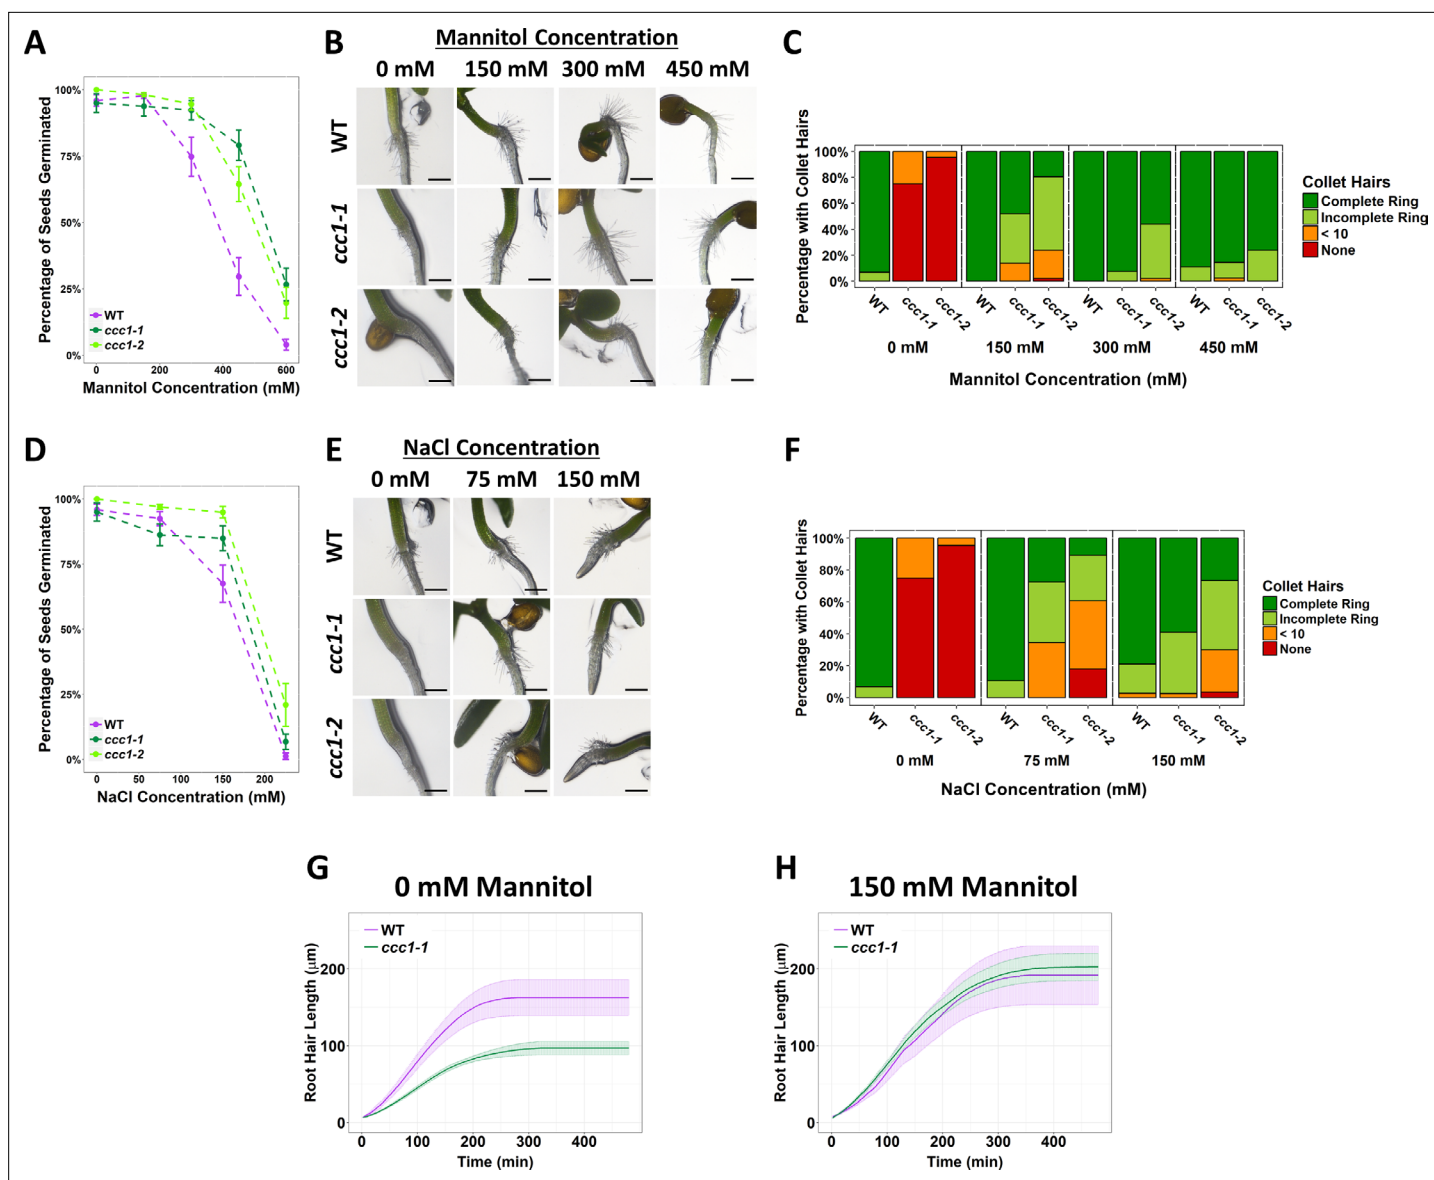 A
Percentage of Seeds Germinated
100%
75%
50%
25%
0%
WT
ccc1-1
ccc1-2
0
200
400
600
Mannitol Concentration (mM)
B
Mannitol Concentration
0 mM
150 mM
300 mM
450 mM
WT
ccc1-1
ccc1-2
C
Percentage with Collet Hairs
100%
80%
60%
40%
20%
0%
WT
ccc1-1
ccc1-2
WT
ccc1-1
ccc1-2
WT
ccc1-1
ccc1-2
WT
ccc1-1
ccc1-2
0 mM
150 mM
300 mM
450 mM
Mannitol Concentration (mM)
Collet Hairs
Complete Ring
Incomplete Ring
< 10
None
D
Percentage of Seeds Germinated
100%
75%
50%
25%
0%
WT
ccc1-1
ccc1-2
0
50
100
150
200
NaCl Concentration (mM)
E
NaCl Concentration
0 mM
75 mM
150 mM
WT
ccc1-1
ccc1-2
F
Percentage with Collet Hairs
100%
80%
60%
40%
20%
0%
WT
ccc1-1
ccc1-2
WT
ccc1-1
ccc1-2
WT
ccc1-1
ccc1-2
0 mM
75 mM
150 mM
NaCl Concentration (mM)
Collet Hairs
Complete Ring
Incomplete Ring
< 10
None
G
0 mM Mannitol
WT
ccc1-1
Root Hair Length (μm)
200
100
0
0
100
200
300
400
Time (min)
H
150 mM Mannitol
WT
ccc1-1
Root Hair Length (μm)
200
100
0
0
100
200
300
400
Time (min)